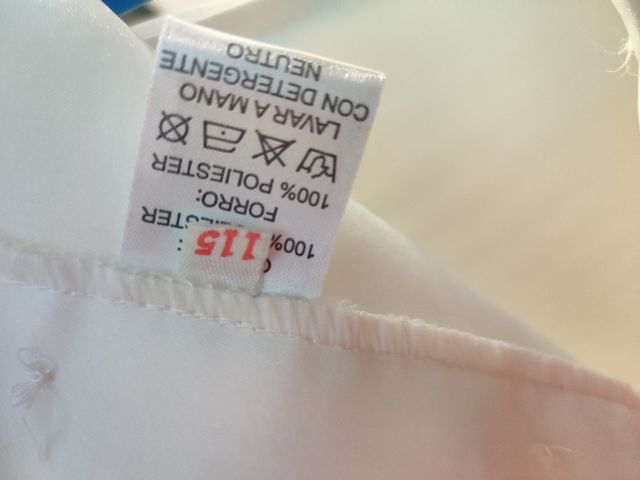 115
100%
FORRO:
100% POLIESTER
LAVAR A MANO
CON DETERGENTE
NEUTRO